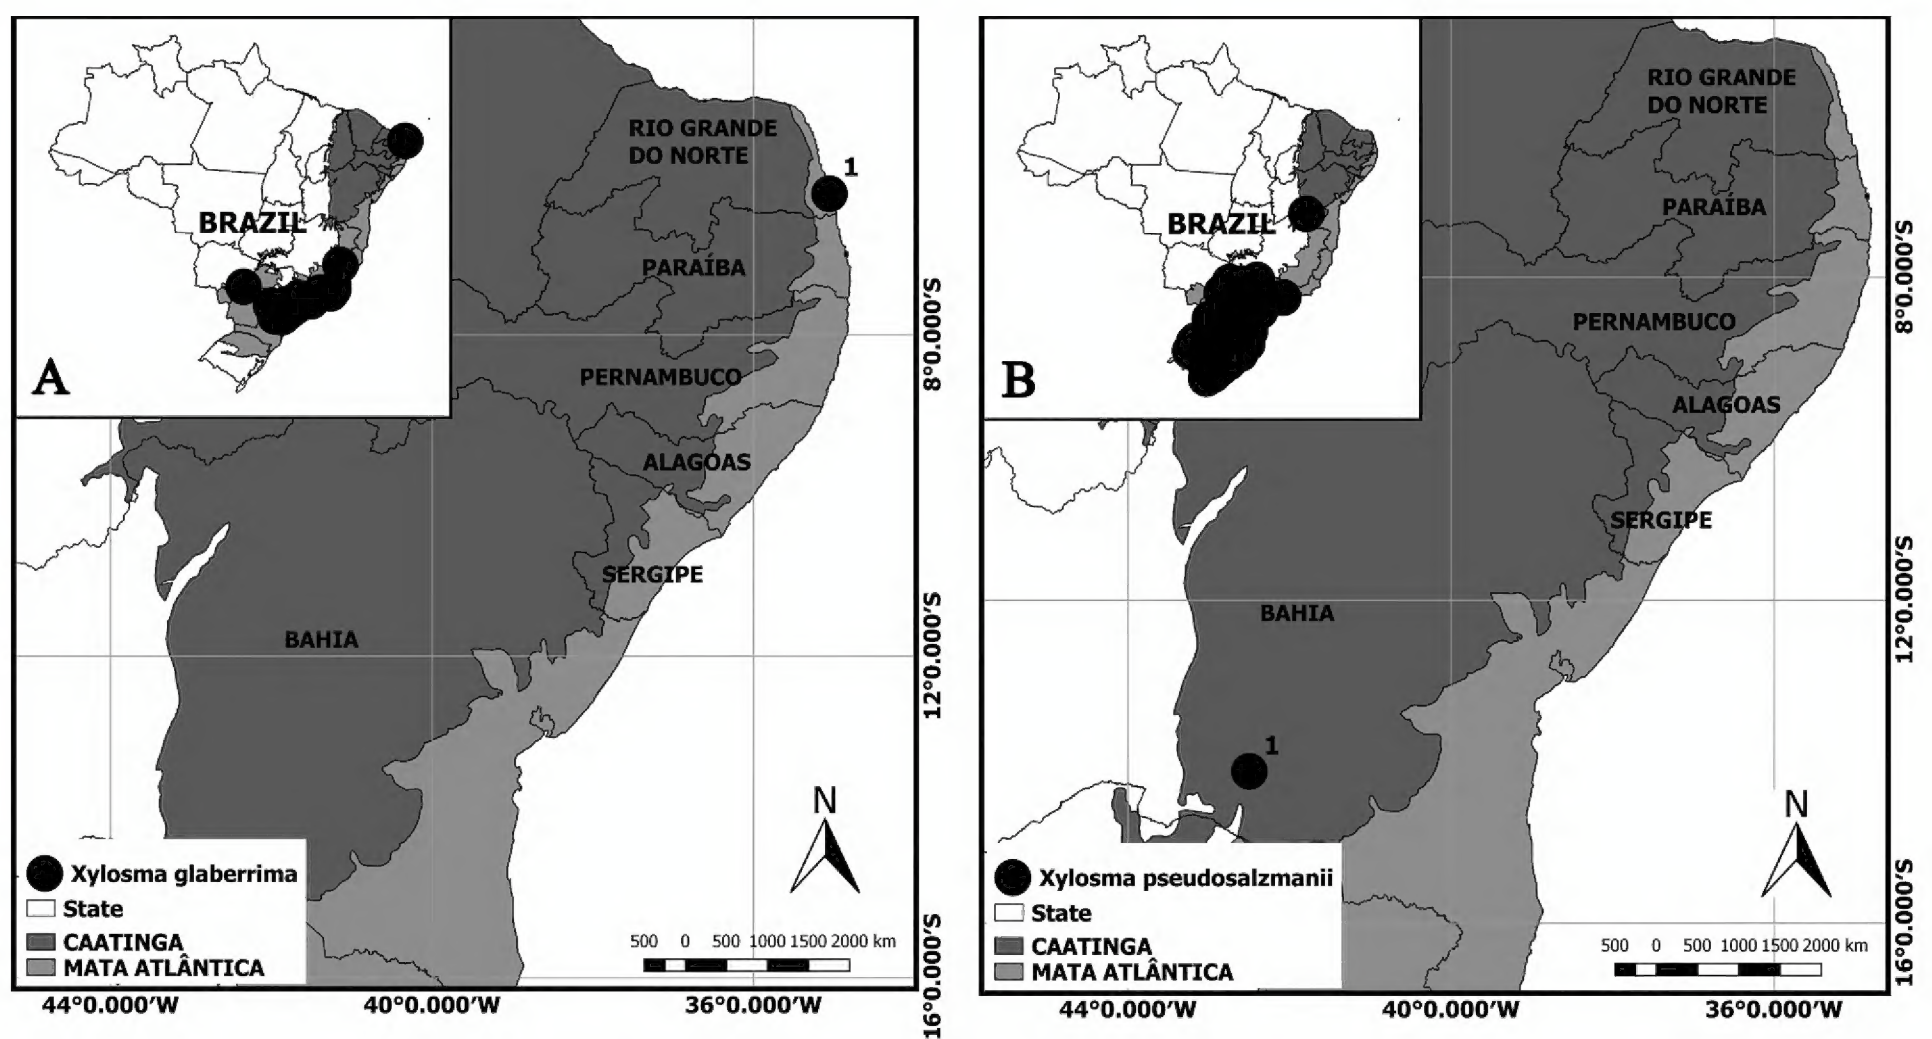 BRAZIL
A
RIO GRANDE
DO NORTE
1
PARAÍBA
PERNAMBUCO
ALAGOAS
SERGIPE
BAHIA
N
Xylosma glaberrima
State
CAATINGA
MATA ATLÂNTICA
500 0 500 1000 1500 2000 km
8°0.000'S
12°0.000'S
16°0.000'S
44°0.000'W 40°0.000'W 36°0.000'W
BRAZIL
B
RIO GRANDE
DO NORTE
PARAÍBA
PERNAMBUCO
ALAGOAS
SERGIPE
BAHIA
1
N
Xylosma pseudosalzmanii
State
CAATINGA
MATA ATLÂNTICA
500 0 500 1000 1500 2000 km
8°0.000'S
12°0.000'S
16°0.000'S
44°0.000'W 40°0.000'W 36°0.000'W